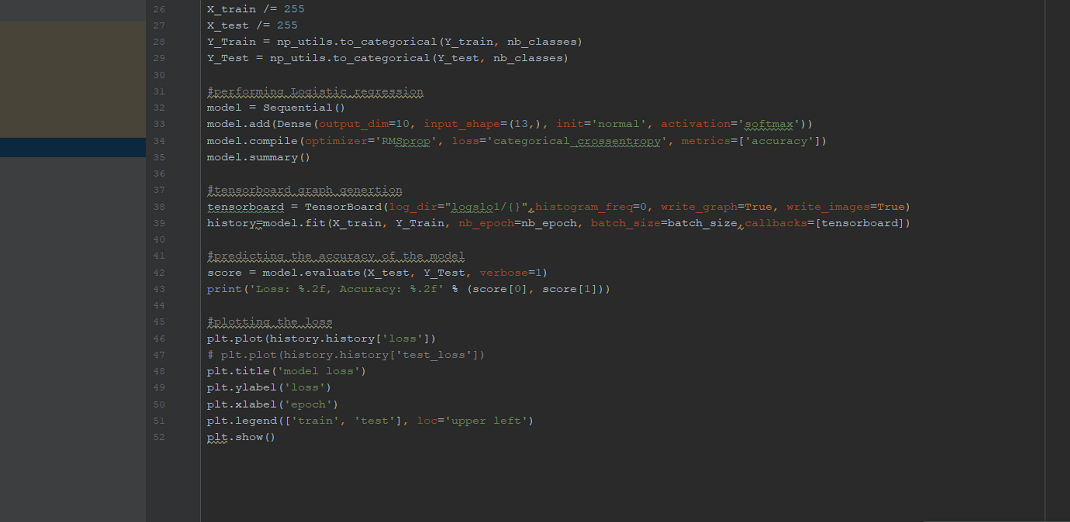 26 X_train /= 255
27 X_test /= 255
28 Y_Train = np_utils.to_categorical(Y_train, nb_classes)
29 Y_Test = np_utils.to_categorical(Y_test, nb_classes)
30
31 #performing Logistic regression
32 model = Sequential()
33 model.add(Dense(output_dim=10, input_shape=(13,), init='normal', activation='softmax'))
34 model.compile(optimizer='RMSprop', loss='categorical_crossentropy', metrics=['accuracy'])
35 model.summary()
36
37 #tensorboard graph genertion
38 tensorboard = TensorBoard(log_dir="logslo1/{}",histogram_freq=0, write_graph=True, write_images=True)
39 history=model.fit(X_train, Y_Train, nb_epoch=nb_epoch, batch_size=batch_size,callbacks=[tensorboard])
40
41 #predicting the accuracy of the model
42 score = model.evaluate(X_test, Y_Test, verbose=1)
43 print('Loss: %.2f, Accuracy: %.2f' % (score[0], score[1]))
44
45 #plotting the loss
46 plt.plot(history.history['loss'])
47 # plt.plot(history.history['test_loss'])
48 plt.title('model loss')
49 plt.ylabel('loss')
50 plt.xlabel('epoch')
51 plt.legend(['train', 'test'], loc='upper left')
52 plt.show()